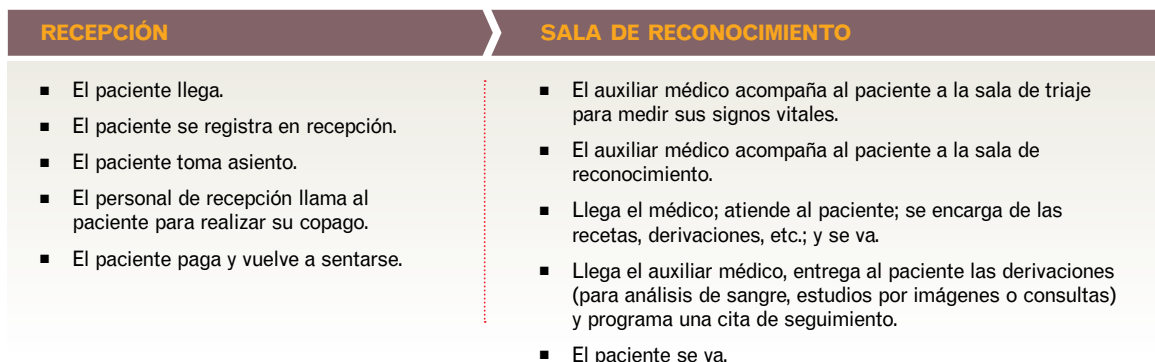 RECEPCIÓN
■ El paciente llega.
■ El paciente se registra en recepción.
■ El paciente toma asiento.
■ El personal de recepción llama al
paciente para realizar su copago.
■ El paciente paga y vuelve a sentarse.
SALA DE RECONOCIMIENTO
■ El auxiliar médico acompaña al paciente a la sala de triaje
para medir sus signos vitales.
■ El auxiliar médico acompaña al paciente a la sala de
reconocimiento.
■ Llega el médico; atiende al paciente; se encarga de las
recetas, derivaciones, etc.; y se va.
■ Llega el auxiliar médico, entrega al paciente las derivaciones
(para análisis de sangre, estudios por imágenes o consultas)
y programa una cita de seguimiento.
■ El paciente se va.